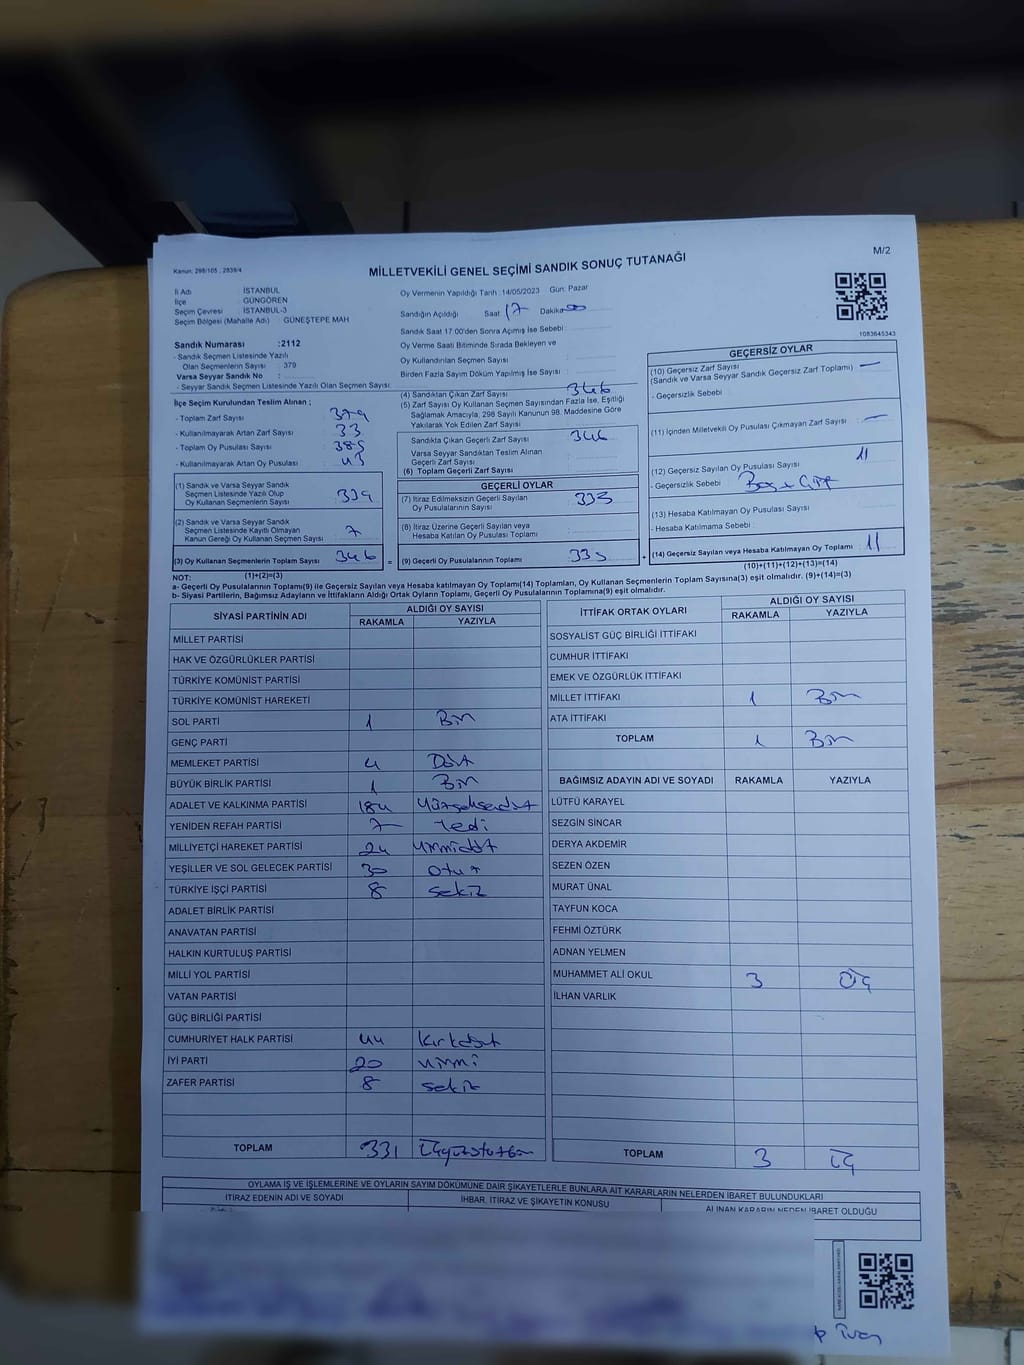 M/2
Kanun: 298/105 , 2839/4
MİLLETVEKİLİ GENEL SEÇİMİ SANDIK SONUÇ TUTANAĞI
İl Adı : İSTANBUL
İlçe : GÜNGÖREN
Seçim Çevresi : İSTANBUL-3
Seçim Bölgesi (Mahalle Adı) : GÜNEŞTEPE MAH
Oy Vermenin Yapıldığı Tarih :14/05/2023 Gün: Pazar
Sandığın Açıldığı Saat 17 Dakika 00
Sandık Saat 17.00'den Sonra Açımış İse Sebebi :
Oy Verme Saati Bitiminde Sırada Bekleyen ve
Oy Kullandırılan Seçmen Sayısı :
Birden Fazla Sayım Döküm Yapılmış İse Sayısı :
1083645343
Sandık Numarası :2112
- Sandık Seçmen Listesinde Yazılı
Olan Seçmenlerin Sayısı : 379
Varsa Seyyar Sandık No :
- Seyyar Sandık Seçmen Listesinde Yazılı Olan Seçmen Sayısı:
İlçe Seçim Kurulundan Teslim Alınan ;
- Toplam Zarf Sayısı : 379
- Kullanılmayarak Artan Zarf Sayısı : 33
- Toplam Oy Pusulası Sayısı : 385
- Kullanılmayarak Artan Oy Pusulası : 43
(1) Sandık ve Varsa Seyyar Sandık
Seçmen Listesinde Yazılı Olup
Oy Kullanan Seçmenlerin Sayısı : 339
(2) Sandık ve Varsa Seyyar Sandık
Seçmen Listesinde Kayıtlı Olmayan
Kanun Gereği Oy Kullanan Seçmen Sayısı : 7
(3) Oy Kullanan Seçmenlerin Toplam Sayısı : 346
(1)+(2)=(3)
(4) Sandıktan Çıkan Zarf Sayısı : 346
(5) Zarf Sayısı Oy Kullanan Seçmen Sayısından Fazla İse, Eşitliği
Sağlamak Amacıyla, 298 Sayılı Kanunun 98. Maddesine Göre
Yakılarak Yok Edilen Zarf Sayısı :
Sandıkta Çıkan Geçerli Zarf Sayısı : 346
Varsa Seyyar Sandıktan Teslim Alınan
Geçerli Zarf Sayısı :
(6) Toplam Geçerli Zarf Sayısı :
GEÇERLİ OYLAR
(7) İtiraz Edilmeksizin Geçerli Sayılan
Oy Pusulalarının Sayısı : 335
(8) İtiraz Üzerine Geçerli Sayılan veya
Hesaba Katılan Oy Pusulası Toplamı :
= (9) Geçerli Oy Pusulalarının Toplamı : 335 +
GEÇERSİZ OYLAR
(10) Geçersiz Zarf Sayısı
(Sandık ve Varsa Seyyar Sandık Geçersiz Zarf Toplamı) : —
- Geçersizlik Sebebi :
(11) İçinden Milletvekili Oy Pusulası Çıkmayan Zarf Sayısı : —
(12) Geçersiz Sayılan Oy Pusulası Sayısı : 11
- Geçersizlik Sebebi :
(13) Hesaba Katılmayan Oy Pusulası Sayısı :
- Hesaba Katılmama Sebebi :
(14) Geçersiz Sayılan veya Hesaba Katılmayan Oy Toplamı : 11
(10)+(11)+(12)+(13)=(14)
NOT:
a- Geçerli Oy Pusulalarının Toplamı(9) ile Geçersiz Sayılan veya Hesaba katılmayan Oy Toplamı(14) Toplamları, Oy Kullanan Seçmenlerin Toplam Sayısına(3) eşit olmalıdır. (9)+(14)=(3)
b- Siyasi Partilerin, Bağımsız Adayların ve İttifakların Aldığı Oyların Toplamı, Geçerli Oy Pusulalarının Toplamına(9) eşit olmalıdır.
SİYASİ PARTİNİN ADI ALDIĞI OY SAYISI
RAKAMLA YAZIYLA
MİLLET PARTİSİ
HAK VE ÖZGÜRLÜKLER PARTİSİ
TÜRKİYE KOMÜNİST PARTİSİ
TÜRKİYE KOMÜNİST HAREKETİ
SOL PARTİ 1 Bir
GENÇ PARTİ
MEMLEKET PARTİSİ 4 Dört
BÜYÜK BİRLİK PARTİSİ 1 Bir
ADALET VE KALKINMA PARTİSİ 184 Yüzseksendört
YENİDEN REFAH PARTİSİ 7 Yedi
MİLLİYETÇİ HAREKET PARTİSİ 24 Yirmidört
YEŞİLLER VE SOL GELECEK PARTİSİ 30 Otuz
TÜRKİYE İŞÇİ PARTİSİ 8 Sekiz
ADALET BİRLİK PARTİSİ
ANAVATAN PARTİSİ
HALKIN KURTULUŞ PARTİSİ
MİLLİ YOL PARTİSİ
VATAN PARTİSİ
GÜÇ BİRLİĞİ PARTİSİ
CUMHURİYET HALK PARTİSİ 44 Kırkdört
İYİ PARTİ 20 Yirmi
ZAFER PARTİSİ 8 Sekiz
TOPLAM 331 Üçyüzotuzbir
İTTİFAK ORTAK OYLARI ALDIĞI OY SAYISI
RAKAMLA YAZIYLA
SOSYALİST GÜÇ BİRLİĞİ İTTİFAKI
CUMHUR İTTİFAKI
EMEK VE ÖZGÜRLÜK İTTİFAKI
MİLLET İTTİFAKI 1 Bir
ATA İTTİFAKI
TOPLAM 1 Bir
BAĞIMSIZ ADAYIN ADI VE SOYADI RAKAMLA YAZIYLA
LÜTFÜ KARAYEL
SEZGİN SİNCAR
DERYA AKDEMİR
SEZEN ÖZEN
MURAT ÜNAL
TAYFUN KOCA
FEHMİ ÖZTÜRK
ADNAN YELMEN
MUHAMMET ALİ OKUL 3 Üç
İLHAN VARLIK
TOPLAM 3 Üç
OYLAMA İŞ VE İŞLEMLERİNE VE OYLARIN SAYIM DÖKÜMÜNE DAİR ŞİKAYETLERLE BUNLARA AİT KARARLARIN NELERDEN İBARET BULUNDUKLARI
İTİRAZ EDENİN ADI VE SOYADI İHBAR, İTİRAZ VE ŞİKAYETİN KONUSU ALINAN KARARIN NEDEN İBARET OLDUĞU